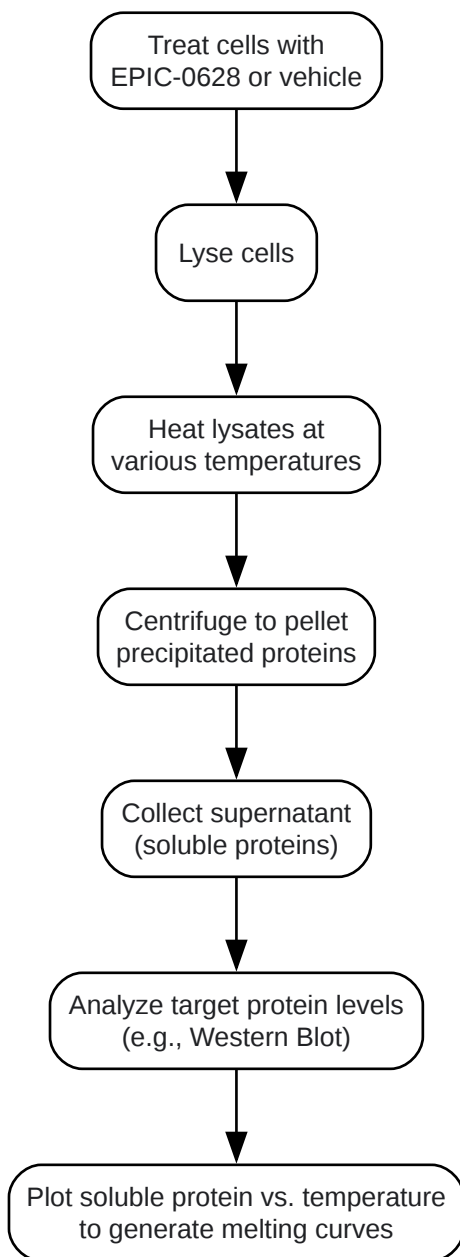 Treat cells with
EPIC-0628 or vehicle
Lyse cells
Heat lysates at
various temperatures
Centrifuge to pellet
precipitated proteins
Collect supernatant
(soluble proteins)
Analyze target protein levels
(e.g., Western Blot)
Plot soluble protein vs. temperature
to generate melting curves